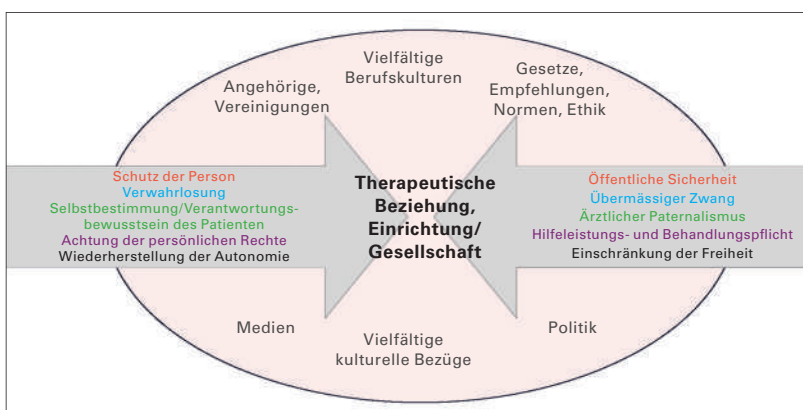 Vielfältige
Berufskulturen
Angehörige,
Vereinigungen
Gesetze,
Empfehlungen,
Normen, Ethik
Schutz der Person
Verwahrlosung
Selbstbestimmung/Verantwortungs-
bewusstsein des Patienten
Achtung der persönlichen Rechte
Wiederherstellung der Autonomie
Therapeutische
Beziehung,
Einrichtung/
Gesellschaft
Öffentliche Sicherheit
Übermässiger Zwang
Ärztlicher Paternalismus
Hilfeleistungs- und Behandlungspflicht
Einschränkung der Freiheit
Medien
Vielfältige
kulturelle Bezüge
Politik